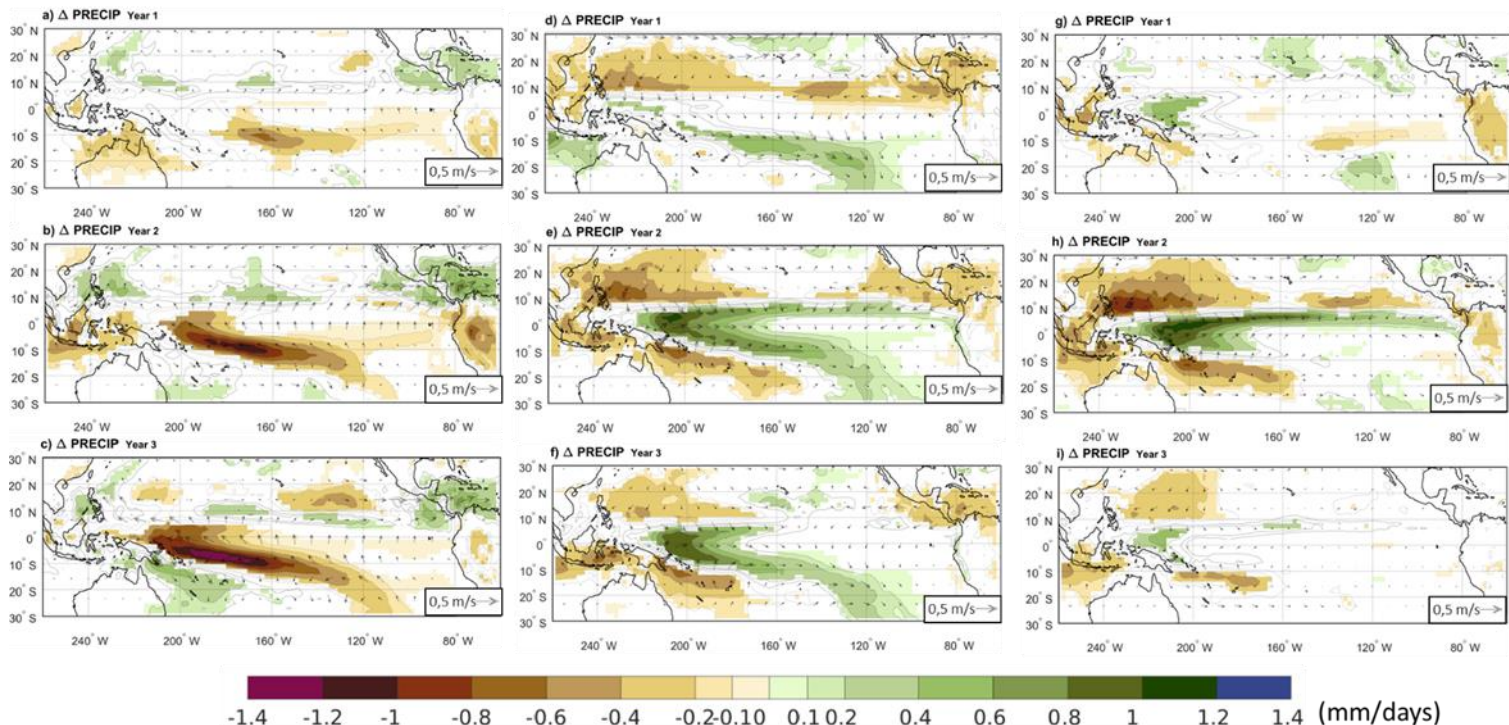 a) Δ PRECIP Year 1
30° N
20° N
10° N
0°
10° S
20° S
30° S
0,5 m/s
240° W 200° W 160° W 120° W 80° W
d) Δ PRECIP Year 1
30° N
20° N
10° N
0°
10° S
20° S
30° S
0,5 m/s
240° W 200° W 160° W 120° W 80° W
g) Δ PRECIP Year 1
30° N
20° N
10° N
0°
10° S
20° S
30° S
0,5 m/s
240° W 200° W 160° W 120° W 80° W
b) Δ PRECIP Year 2
30° N
20° N
10° N
0°
10° S
20° S
30° S
0,5 m/s
240° W 200° W 160° W 120° W 80° W
e) Δ PRECIP Year 2
30° N
20° N
10° N
0°
10° S
20° S
30° S
0,5 m/s
240° W 200° W 160° W 120° W 80° W
h) Δ PRECIP Year 2
30° N
20° N
10° N
0°
10° S
20° S
30° S
0,5 m/s
240° W 200° W 160° W 120° W 80° W
c) Δ PRECIP Year 3
30° N
20° N
10° N
0°
10° S
20° S
30° S
0,5 m/s
240° W 200° W 160° W 120° W 80° W
f) Δ PRECIP Year 3
30° N
20° N
10° N
0°
10° S
20° S
30° S
0,5 m/s
240° W 200° W 160° W 120° W 80° W
i) Δ PRECIP Year 3
30° N
20° N
10° N
0°
10° S
20° S
30° S
0,5 m/s
240° W 200° W 160° W 120° W 80° W
-1.4 -1.2 -1 -0.8 -0.6 -0.4 -0.2 -0.10 0.1 0.2 0.4 0.6 0.8 1 1.2 1.4 (mm/days)